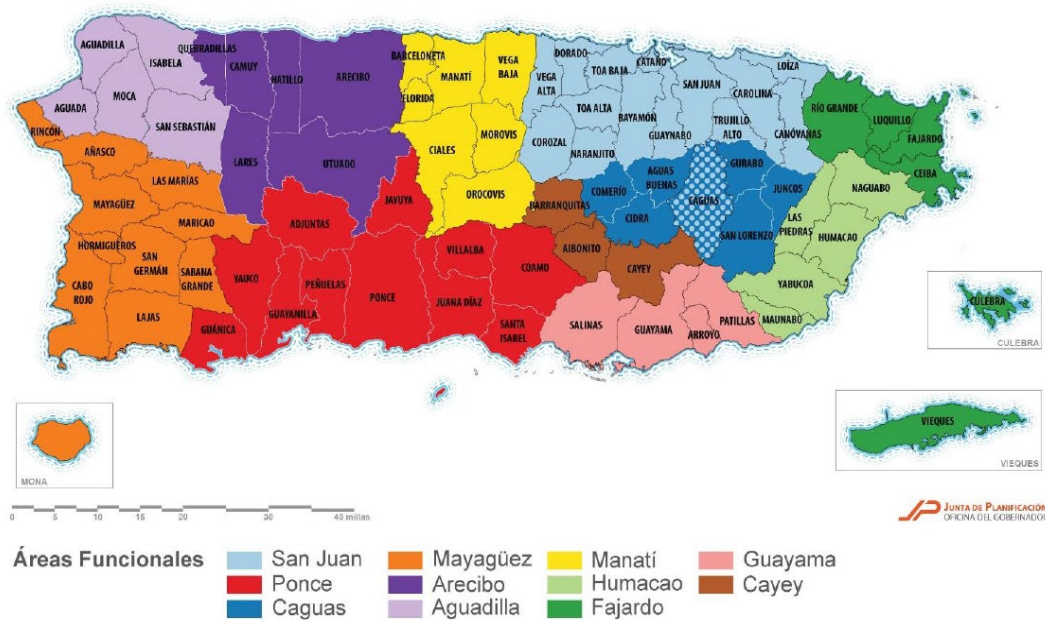 AGUADILLA
ISABELA
QUEBRADILLAS
CAMUY
HATILLO
ARECIBO
BARCELONETA
MANATÍ
VEGA
BAJA
DORADO
VEGA
ALTA
TOA BAJA
CATAÑO
SAN JUAN
LOÍZA
CAROLINA
AGUADA
MOCA
SAN SEBASTIÁN
FLORIDA
TOA ALTA
BAYAMÓN
GUAYNABO
TRUJILLO
ALTO
CANÓVANAS
RÍO GRANDE
LUQUILLO
FAJARDO
CEIBA
RINCÓN
AÑASCO
LAS MARÍAS
LARES
UTUADO
CIALES
MOROVIS
COROZAL
NARANJITO
OROCOVIS
COMERÍO
AGUAS
BUENAS
GURABO
JUNCOS
NAGUABO
MAYAGÜEZ
MARICAO
ADJUNTAS
JAYUYA
BARRANQUITAS
CIDRA
CAGUAS
SAN LORENZO
LAS
PIEDRAS
HUMACAO
HORMIGUEROS
SAN
GERMÁN
SABANA
GRANDE
YAUCO
PEÑUELAS
PONCE
VILLALBA
COAMO
AIBONITO
CAYEY
YABUCOA
CABO
ROJO
LAJAS
GUÁNICA
GUAYANILLA
JUANA DÍAZ
SANTA
ISABEL
SALINAS
GUAYAMA
ARROYO
PATILLAS
MAUNABO
CULEBRA
CULEBRA
VIEQUES
VIEQUES
MONA
0 5 10 15 20 30 40 millas
JP JUNTA DE PLANIFICACIÓN
OFICINA DEL GOBERNADOR
Áreas Funcionales
San Juan Mayagüez Manatí Guayama
Ponce Arecibo Humacao Cayey
Caguas Aguadilla Fajardo